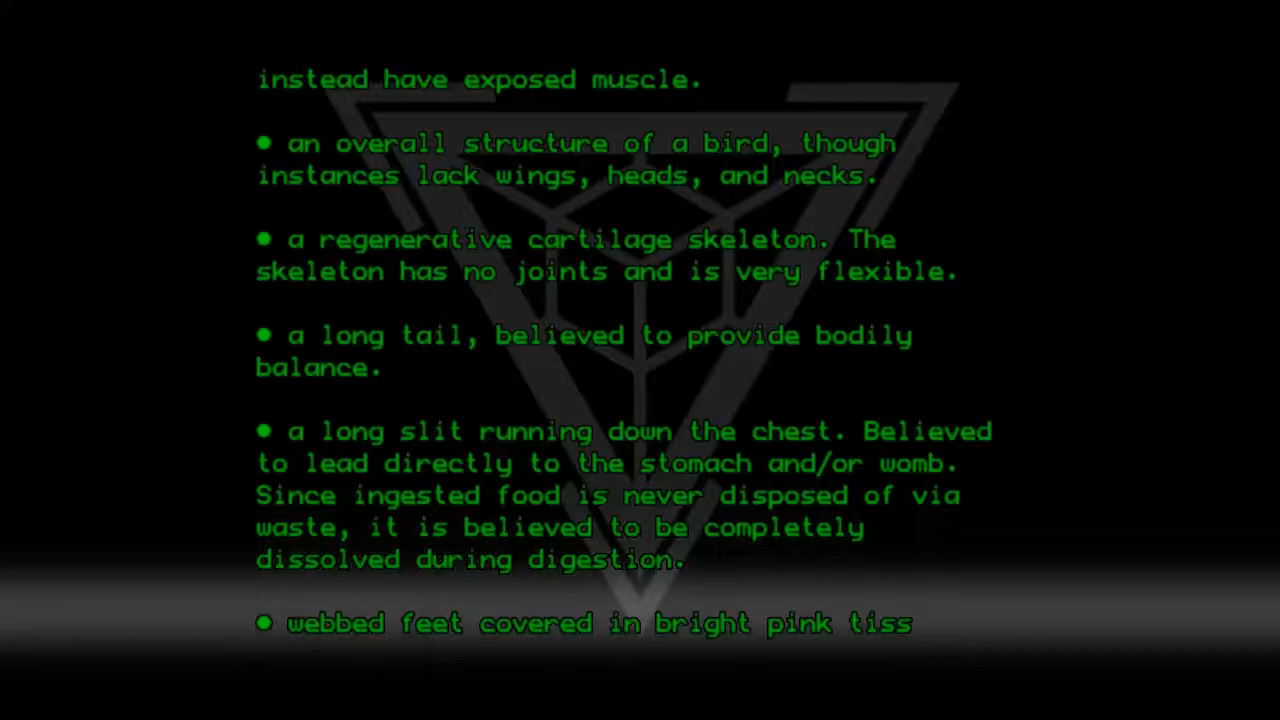 instead have exposed muscle.
● an overall structure of a bird, though
instances lack wings, heads, and necks.
● a regenerative cartilage skeleton. The
skeleton has no joints and is very flexible.
● a long tail, believed to provide bodily
balance.
● a long slit running down the chest. Believed
to lead directly to the stomach and/or womb.
Since ingested food is never disposed of via
waste, it is believed to be completely
dissolved during digestion.
● webbed feet covered in bright pink tiss